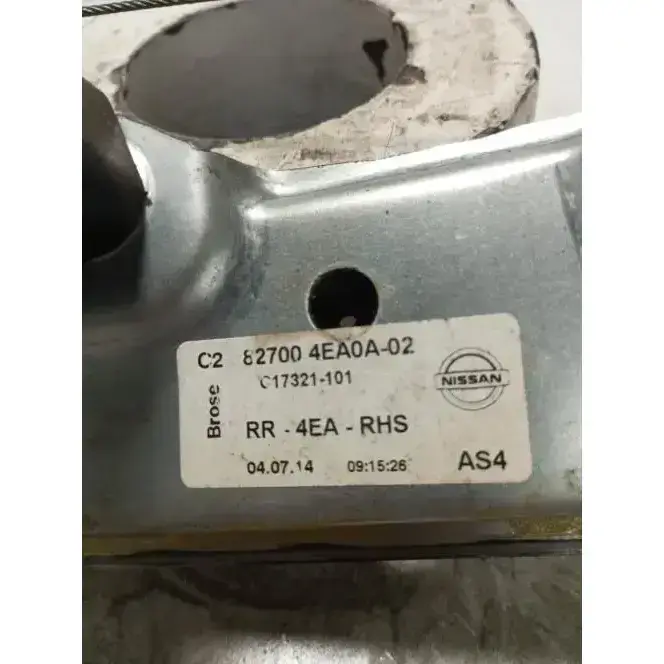 C2 82700 4EA0A-02
C17321-101
NISSAN
Brose
RR - 4EA - RHS
04.07.14 09:15:26
AS4